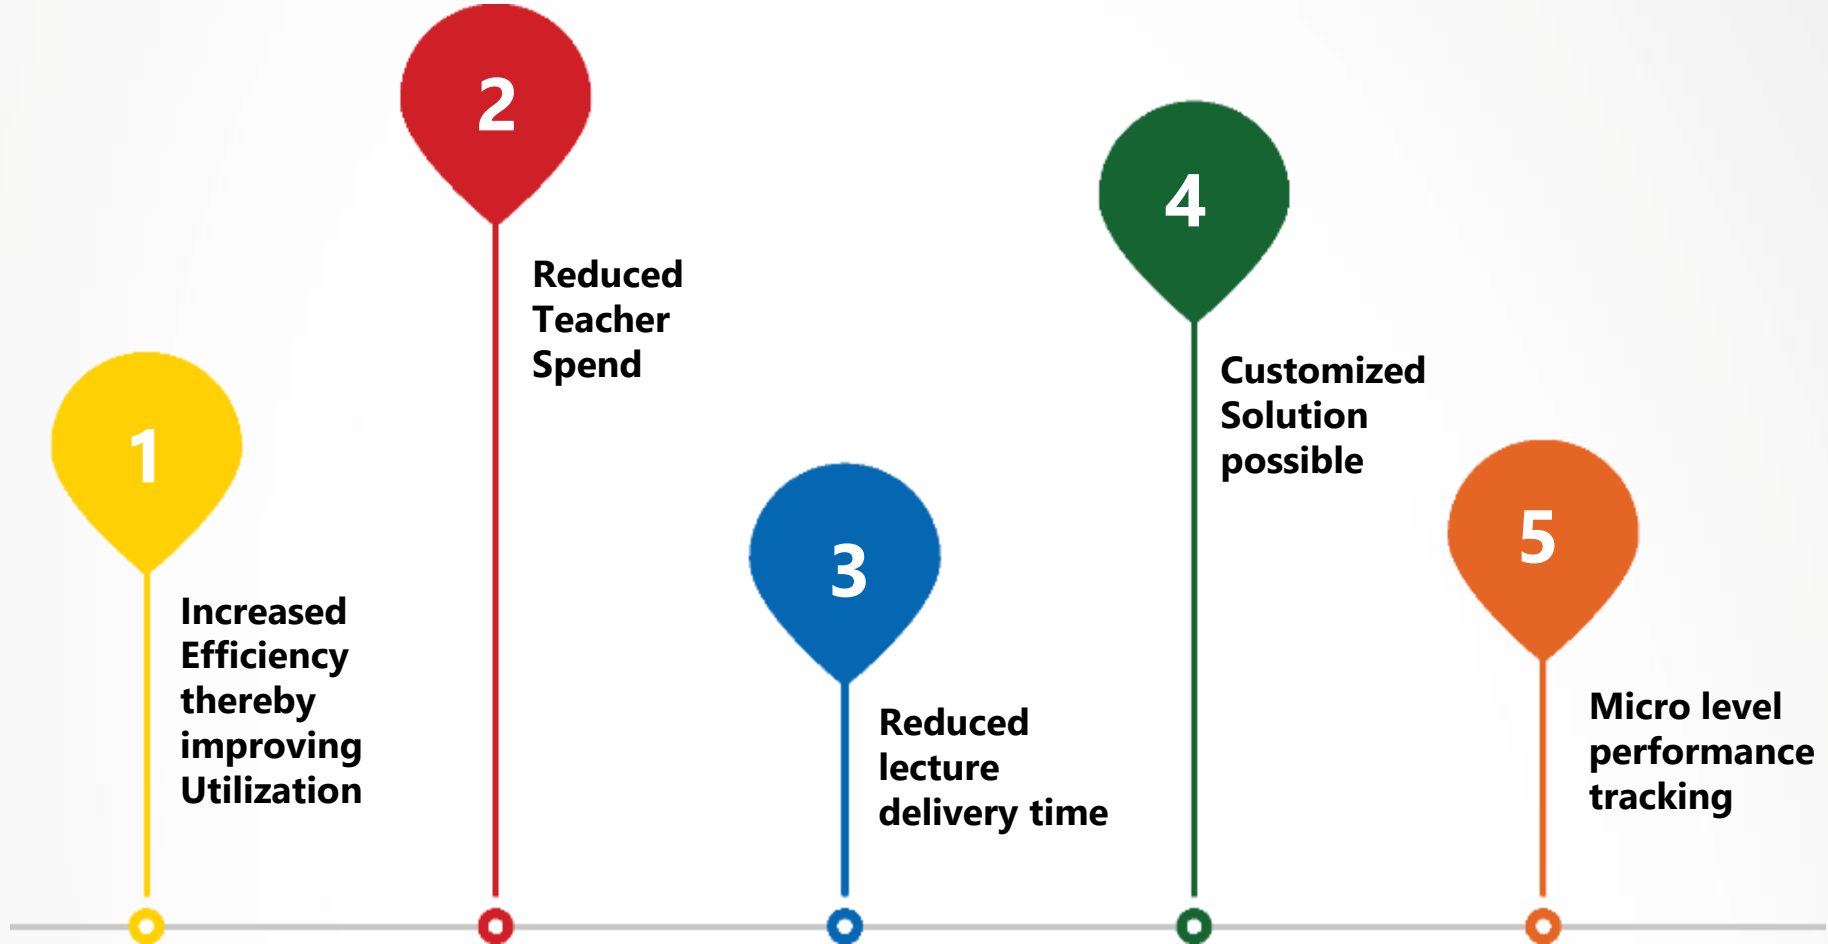 1
Increased
Efficiency
thereby
improving
Utilization
2
Reduced
Teacher
Spend
3
Reduced
lecture
delivery time
4
Customized
Solution
possible
5
Micro level
performance
tracking